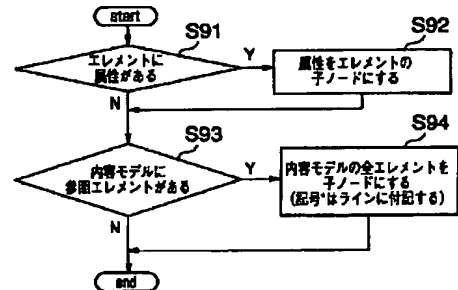 start
S91
エレメントに
属性がある
Y
S92
属性をエレメントの
子ノードにする
N
S93
内容モデルに
参照エレメントがある
Y
S94
内容モデルの全エレメントを
子ノードにする
(記号*はラインに付記する)
N
end